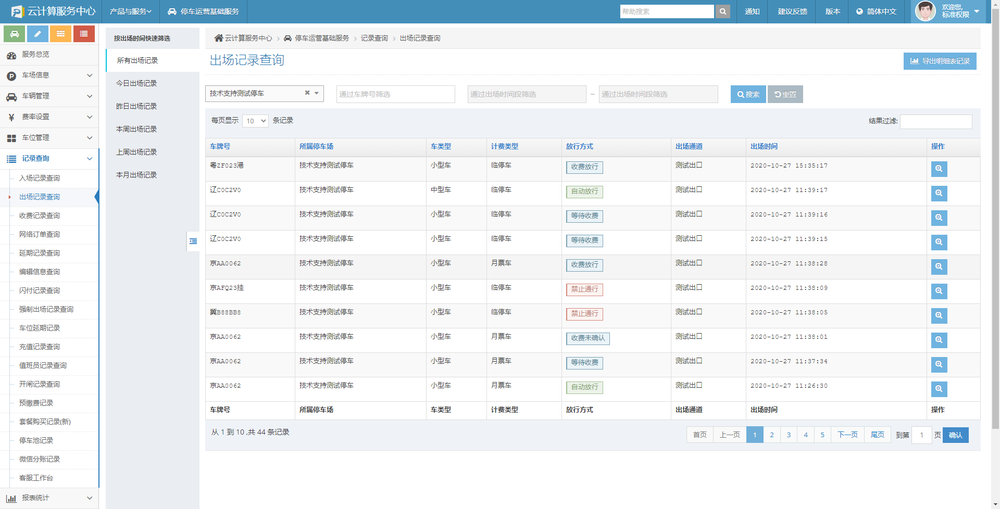 云计算服务中心 产品与服务 停车运营基础服务 帮助搜索 通知 建议反馈 版本 简体中文 欢迎您, 标准权限
服务总览
车场信息
车辆管理
费率设置
车位管理
记录查询
入场记录查询
出场记录查询
收费记录查询
网络订单查询
延期记录查询
编辑信息查询
闪付记录查询
强制出场记录查询
车位延期记录
充值记录查询
值班员记录查询
开闸记录查询
预缴费记录
套餐购买记录(新)
停车池记录
微信分账记录
客服工作台
报表统计
按出场时间快速筛选
所有出场记录
今日出场记录
昨日出场记录
本周出场记录
上周出场记录
本月出场记录
云计算服务中心 停车运营基础服务 记录查询 出场记录查询
出场记录查询
导出明细表记录
技术支持测试停车 通过车牌号筛选 通过出场时间段筛选 – 通过出场时间段筛选 搜索 重置
每页显示 10 条记录 结果过滤:
车牌号 所属停车场 车类型 计费类型 放行方式 出场通道 出场时间 操作
粤ZF023港 技术支持测试停车 小型车 临停车 收费放行 测试出口 2020-10-27 15:35:17
辽C0C2V0 技术支持测试停车 中型车 临停车 自动放行 测试出口 2020-10-27 11:39:17
辽C0C2V0 技术支持测试停车 小型车 临停车 等待收费 测试出口 2020-10-27 11:39:16
辽C0C2V0 技术支持测试停车 小型车 临停车 等待收费 测试出口 2020-10-27 11:39:15
京AA0062 技术支持测试停车 小型车 月票车 收费放行 测试出口 2020-10-27 11:38:28
京AFQ23挂 技术支持测试停车 小型车 临停车 禁止通行 测试出口 2020-10-27 11:38:09
冀B88BB8 技术支持测试停车 小型车 临停车 禁止通行 测试出口 2020-10-27 11:38:05
京AA0062 技术支持测试停车 小型车 月票车 收费未确认 测试出口 2020-10-27 11:38:01
京AA0062 技术支持测试停车 小型车 月票车 等待收费 测试出口 2020-10-27 11:37:34
京AA0062 技术支持测试停车 小型车 月票车 自动放行 测试出口 2020-10-27 11:26:30
车牌号 所属停车场 车类型 计费类型 放行方式 出场通道 出场时间 操作
从 1 到 10 ,共 44 条记录 首页 上一页 1 2 3 4 5 下一页 尾页 到第 1 页 确认